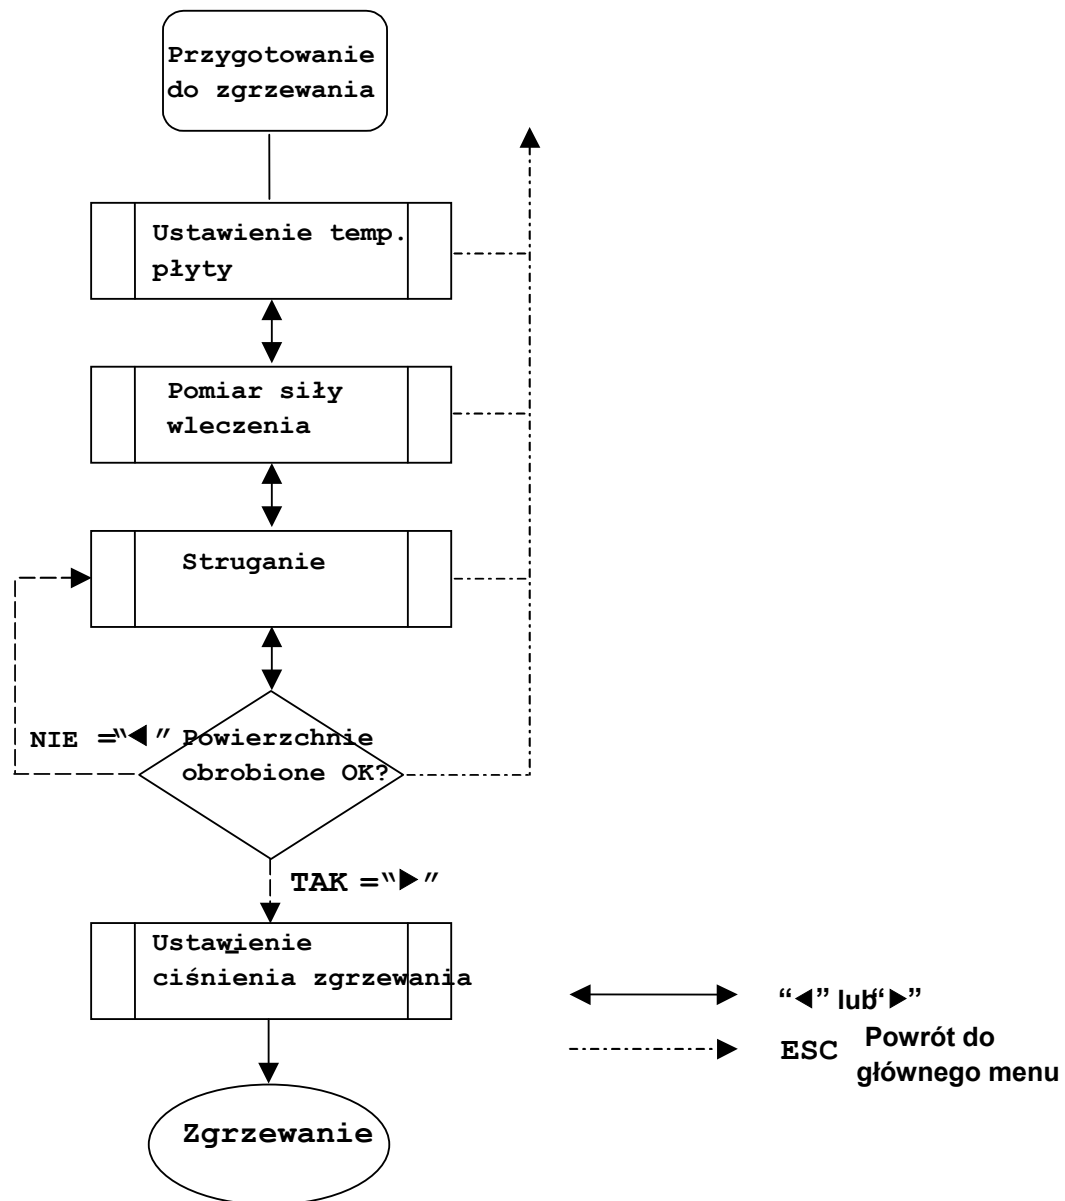 Przygotowanie
do zgrzewania
Ustawienie temp.
płyty
Pomiar siły
wleczenia
Struganie
NIE ="◀"
Powierzchnie
obrobione OK?
TAK ="▶"
Ustawienie
ciśnienia zgrzewania
Zgrzewanie
“◀” lub“▶”
ESC Powrót do
głównego menu